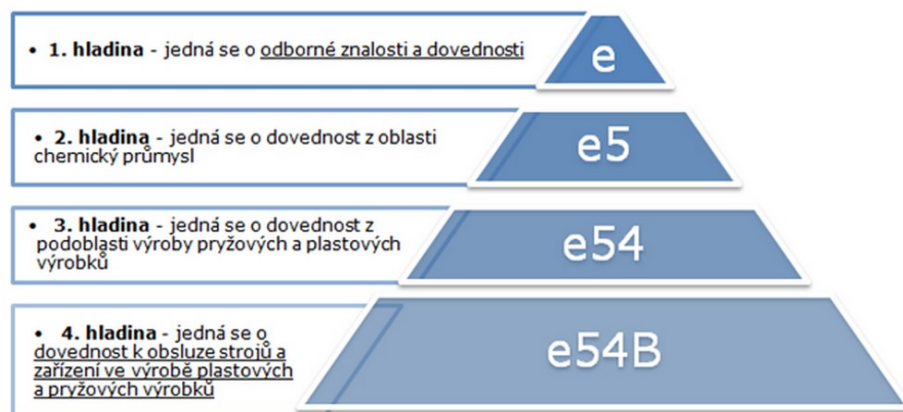 • 1. hladina - jedná se o odborné znalosti a dovednosti
e
• 2. hladina - jedná se o dovednost z oblasti
chemický průmysl
e5
• 3. hladina - jedná se o dovednost z
podoblasti výroby pryžových a plastových
výrobků
e54
• 4. hladina - jedná se o
dovednost k obsluze strojů a
zařízení ve výrobě plastových
a pryžových výrobků
e54B